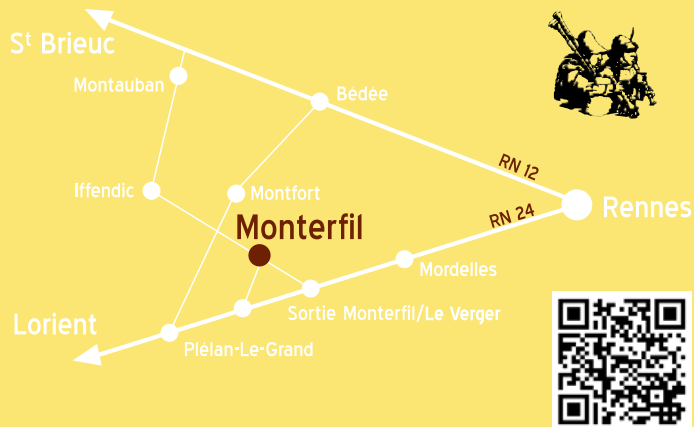 St Brieuc
Montauban
Bédée
RN 12
Iffendic
Montfort
Rennes
RN 24
Monterfil
Mordelles
Sortie Monterfil/Le Verger
Lorient
Plélan-Le-Grand